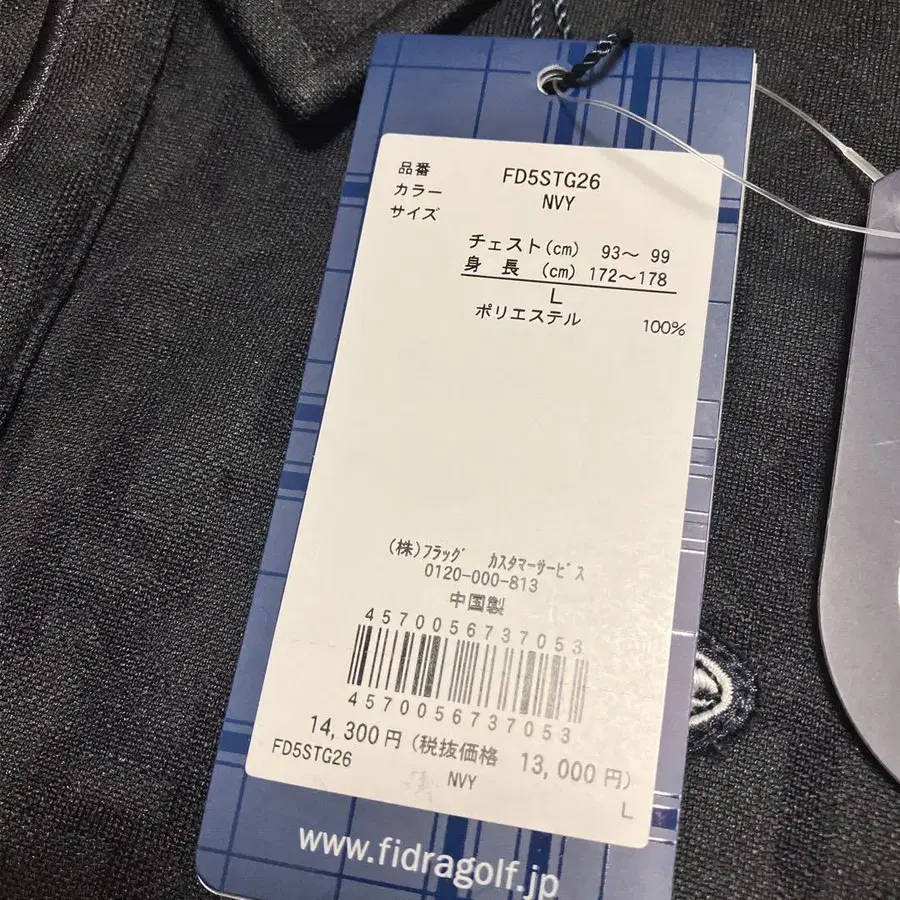 品番 FD5STG26
カラー NVY
サイズ
チェスト(cm) 93～ 99
身 長 (cm) 172～178
L
ポリエステル 100%
(株)ﾌﾗｯｸﾞ ｶｽﾀﾏｰｻｰﾋﾞｽ
0120-000-813
中国製
4570056737053
4570056737053
14,300円 (税抜価格 13,000円)
FD5STG26 NVY L
www.fidragolf.jp